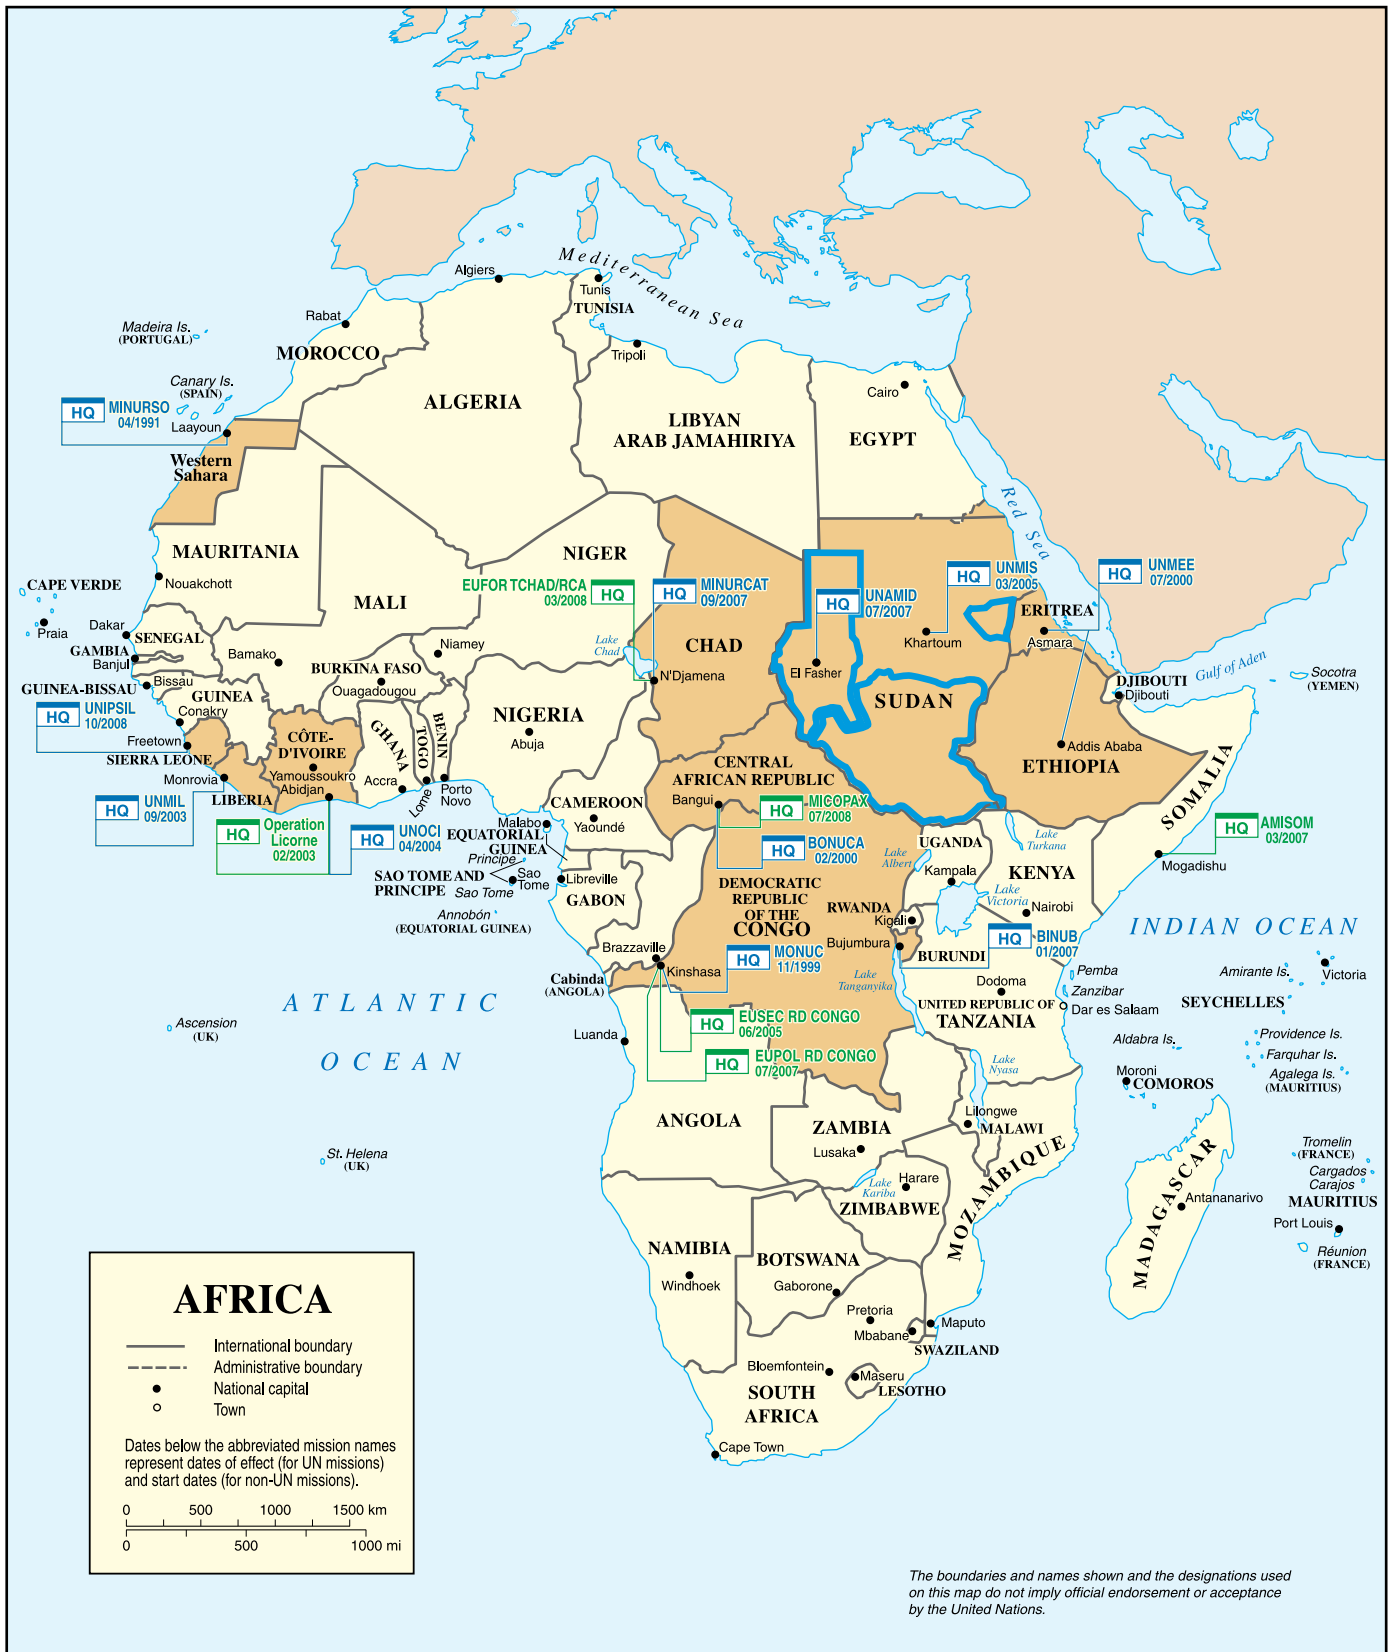 Mediterranean Sea
Algiers
Tunis
TUNISIA
Rabat
Tripoli
Madeira Is.
(PORTUGAL)
MOROCCO
Canary Is.
(SPAIN)
Cairo
HQ MINURSO
04/1991
ALGERIA
LIBYAN
ARAB JAMAHIRIYA
EGYPT
Laayoun
Western
Sahara
Red Sea
MAURITANIA
NIGER
CAPE VERDE
Nouakchott
EUFOR TCHAD/RCA
03/2008
HQ
HQ MINURCAT
09/2007
HQ UNAMID
07/2007
HQ UNMIS
03/2005
HQ UNMEE
07/2000
MALI
Praia
Dakar
SENEGAL
GAMBIA
Banjul
Bamako
Niamey
Lake
Chad
CHAD
Khartoum
ERITREA
Asmara
BURKINA FASO
Ouagadougou
N'Djamena
El Fasher
Gulf of Aden
Socotra
(YEMEN)
DJIBOUTI
Djibouti
GUINEA-BISSAU
Bissau
GUINEA
Conakry
HQ UNIPSIL
10/2008
NIGERIA
Abuja
SUDAN
CÔTE-
D'IVOIRE
Yamoussoukro
Abidjan
GHANA
Accra
TOGO
Lome
BENIN
Porto
Novo
Freetown
SIERRA LEONE
Monrovia
LIBERIA
Addis Ababa
ETHIOPIA
SOMALIA
CENTRAL
AFRICAN REPUBLIC
Bangui
HQ UNMIL
09/2003
HQ Operation
Licorne
02/2003
HQ UNOCI
04/2004
CAMEROON
Yaoundé
Malabo
EQUATORIAL
GUINEA
HQ MICOPAX
07/2008
HQ BONUCA
02/2000
UGANDA
Kampala
Lake
Albert
Lake
Turkana
KENYA
HQ AMISOM
03/2007
Mogadishu
Principe
SAO TOME AND
PRINCIPE
Sao
Tome
Sao Tome
Libreville
GABON
Annobón
(EQUATORIAL GUINEA)
DEMOCRATIC
REPUBLIC
OF THE
CONGO
RWANDA
Kigali
Lake
Victoria
Nairobi
INDIAN OCEAN
Brazzaville
Kinshasa
HQ MONUC
11/1999
Bujumbura
BURUNDI
HQ BINUB
01/2007
Cabinda
(ANGOLA)
Lake
Tanganyika
Dodoma
UNITED REPUBLIC OF
TANZANIA
Pemba
Zanzibar
Dar es Salaam
Amirante Is.
Victoria
SEYCHELLES
ATLANTIC
OCEAN
Ascension
(UK)
Luanda
HQ EUSEC RD CONGO
06/2005
HQ EUPOL RD CONGO
07/2007
Aldabra Is.
Providence Is.
Farquhar Is.
Agalega Is.
(MAURITIUS)
Moroni
COMOROS
Lake
Nyasa
ANGOLA
ZAMBIA
Lusaka
Lilongwe
MALAWI
St. Helena
(UK)
Lake
Kariba
Harare
ZIMBABWE
MOZAMBIQUE
MADAGASCAR
Antananarivo
Tromelin
(FRANCE)
Cargados
Carajos
MAURITIUS
Port Louis
Réunion
(FRANCE)
NAMIBIA
Windhoek
BOTSWANA
Gaborone
Pretoria
Mbabane
Maputo
SWAZILAND
Bloemfontein
Maseru
LESOTHO
SOUTH
AFRICA
Cape Town
AFRICA
International boundary
Administrative boundary
National capital
Town
Dates below the abbreviated mission names
represent dates of effect (for UN missions)
and start dates (for non-UN missions).
0 500 1000 1500 km
0 500 1000 mi
The boundaries and names shown and the designations used
on this map do not imply official endorsement or acceptance
by the United Nations.